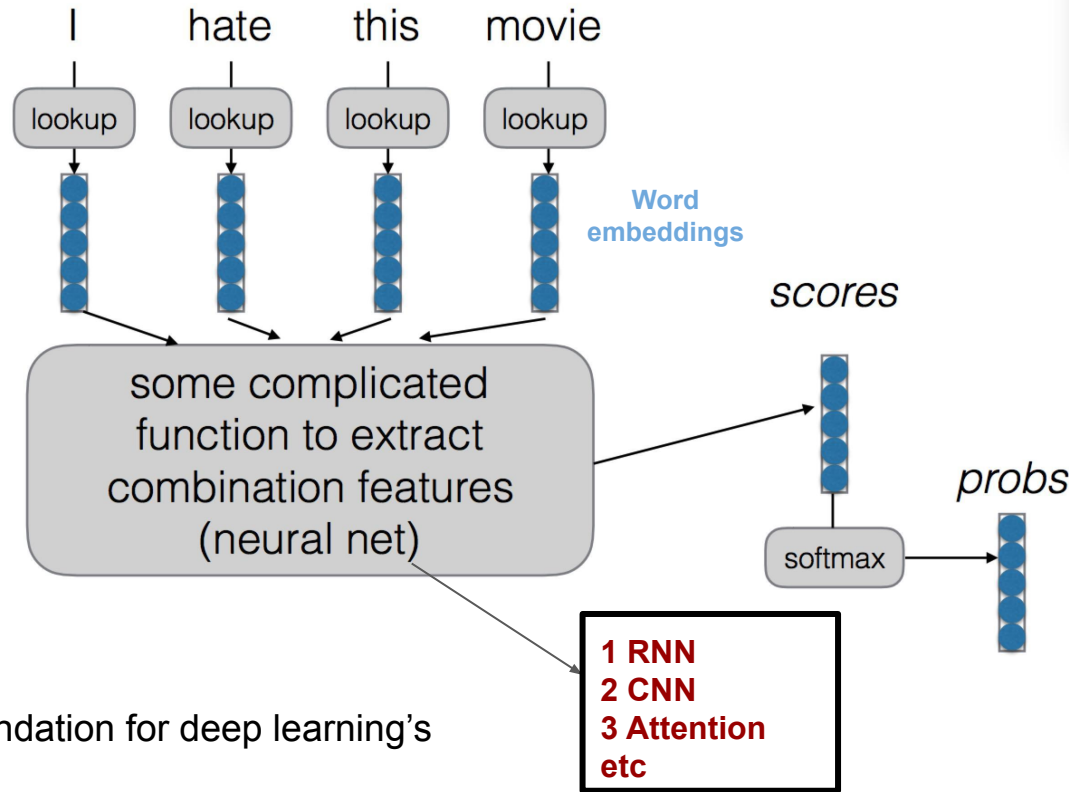 I hate this movie
lookup lookup lookup lookup
Word
embeddings
scores
some complicated
function to extract
combination features
(neural net)
probs
softmax
1 RNN
2 CNN
3 Attention
etc
ndation for deep learning’s